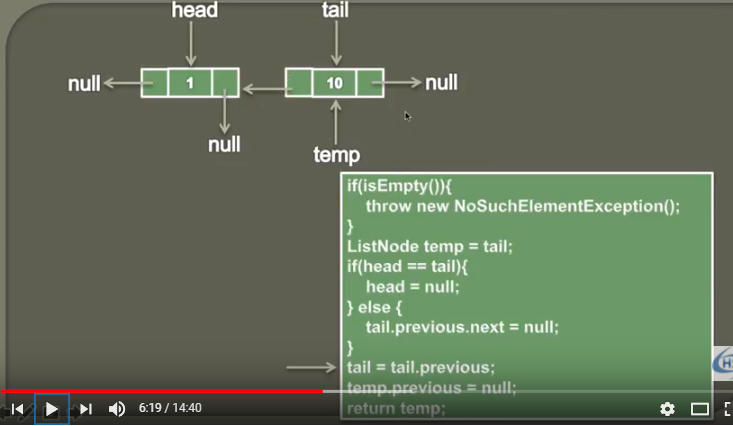 head tail
null 1 10 null
null
temp
if(isEmpty()){
throw new NoSuchElementException();
}
ListNode temp = tail;
if(head == tail){
head = null;
} else {
tail.previous.next = null;
}
tail = tail.previous;
temp.previous = null;
return temp;
6:19 / 14:40